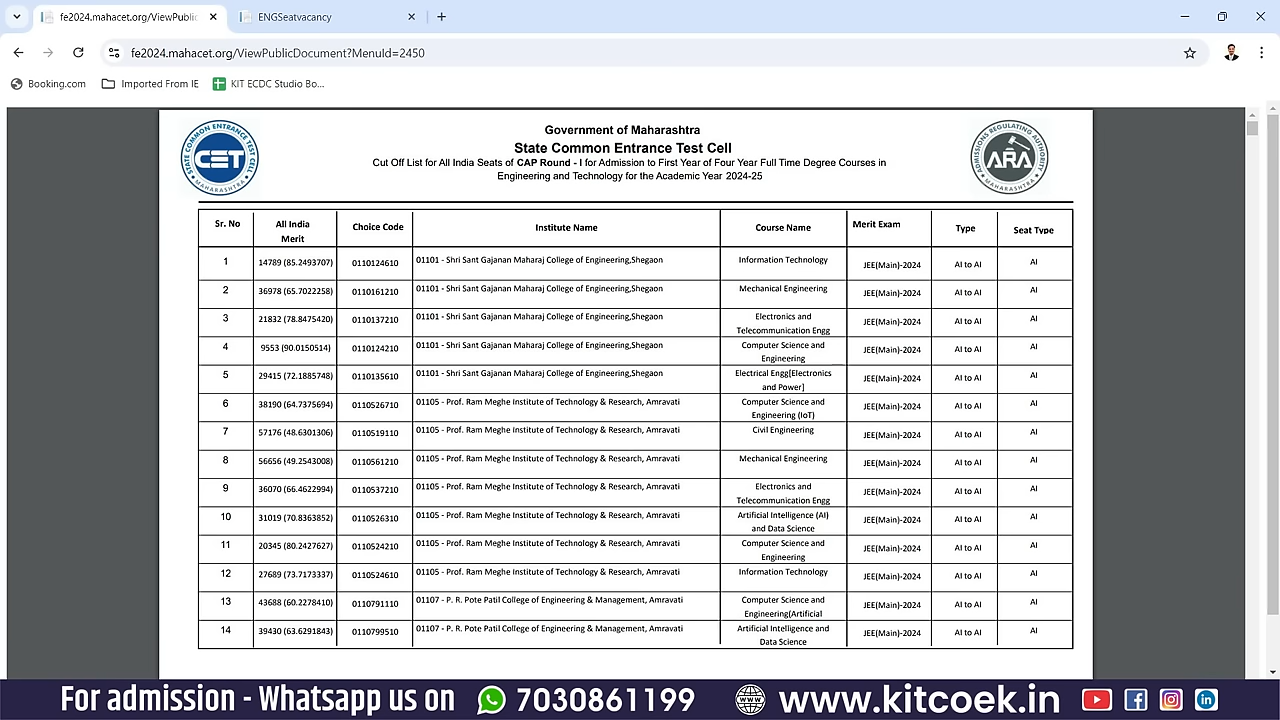 fe2024.mahacet.org/ViewPublic
ENGSeatvacancy
fe2024.mahacet.org/ViewPublicDocument?MenuId=2450
Booking.com
Imported From IE
KIT ECDC Studio Bo...
STATE COMMON ENTRANCE TEST CELL
CET
MAHARASHTRA
Government of Maharashtra
State Common Entrance Test Cell
Cut Off List for All India Seats of CAP Round - I for Admission to First Year of Four Year Full Time Degree Courses in
Engineering and Technology for the Academic Year 2024-25
ADMISSIONS REGULATING AUTHORITY
ARA
MAHARASHTRA
Sr. No All India Merit Choice Code Institute Name Course Name Merit Exam Type Seat Type
1 14789 (85.2493707) 0110124610 01101 - Shri Sant Gajanan Maharaj College of Engineering,Shegaon Information Technology JEE(Main)-2024 AI to AI AI
2 36978 (65.7022258) 0110161210 01101 - Shri Sant Gajanan Maharaj College of Engineering,Shegaon Mechanical Engineering JEE(Main)-2024 AI to AI AI
3 21832 (78.8475420) 0110137210 01101 - Shri Sant Gajanan Maharaj College of Engineering,Shegaon Electronics and Telecommunication Engg JEE(Main)-2024 AI to AI AI
4 9553 (90.0150514) 0110124210 01101 - Shri Sant Gajanan Maharaj College of Engineering,Shegaon Computer Science and Engineering JEE(Main)-2024 AI to AI AI
5 29415 (72.1885748) 0110135610 01101 - Shri Sant Gajanan Maharaj College of Engineering,Shegaon Electrical Engg[Electronics and Power] JEE(Main)-2024 AI to AI AI
6 38190 (64.7375694) 0110526710 01105 - Prof. Ram Meghe Institute of Technology & Research, Amravati Computer Science and Engineering (IoT) JEE(Main)-2024 AI to AI AI
7 57176 (48.6301306) 0110519110 01105 - Prof. Ram Meghe Institute of Technology & Research, Amravati Civil Engineering JEE(Main)-2024 AI to AI AI
8 56656 (49.2543008) 0110561210 01105 - Prof. Ram Meghe Institute of Technology & Research, Amravati Mechanical Engineering JEE(Main)-2024 AI to AI AI
9 36070 (66.4622994) 0110537210 01105 - Prof. Ram Meghe Institute of Technology & Research, Amravati Electronics and Telecommunication Engg JEE(Main)-2024 AI to AI AI
10 31019 (70.8363852) 0110526310 01105 - Prof. Ram Meghe Institute of Technology & Research, Amravati Artificial Intelligence (AI) and Data Science JEE(Main)-2024 AI to AI AI
11 20345 (80.2427627) 0110524210 01105 - Prof. Ram Meghe Institute of Technology & Research, Amravati Computer Science and Engineering JEE(Main)-2024 AI to AI AI
12 27689 (73.7173337) 0110524610 01105 - Prof. Ram Meghe Institute of Technology & Research, Amravati Information Technology JEE(Main)-2024 AI to AI AI
13 43688 (60.2278410) 0110791110 01107 - P. R. Pote Patil College of Engineering & Management, Amravati Computer Science and Engineering(Artificial JEE(Main)-2024 AI to AI AI
14 39430 (63.6291843) 0110799510 01107 - P. R. Pote Patil College of Engineering & Management, Amravati Artificial Intelligence and Data Science JEE(Main)-2024 AI to AI AI
For admission - Whatsapp us on 7030861199 www.kitcoek.in